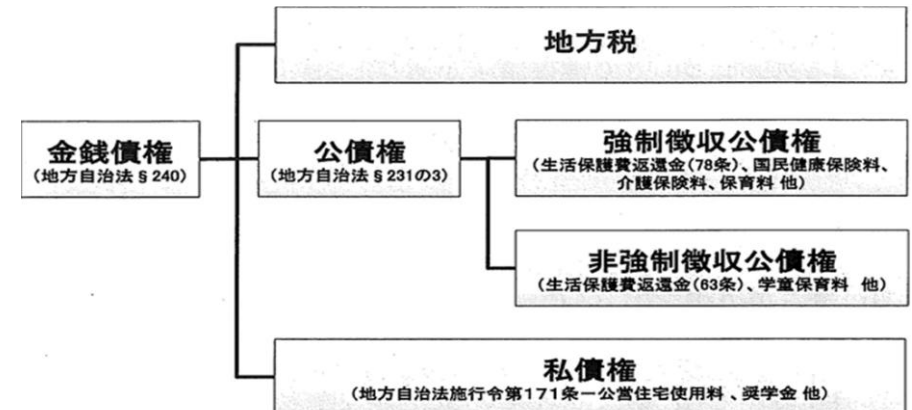 地方税
金銭債権
(地方自治法§240)
公債権
(地方自治法§231の3)
強制徴収公債権
(生活保護費返還金(78条)、国民健康保険料、
介護保険料、保育料 他)
非強制徴収公債権
(生活保護費返還金(63条)、学童保育料 他)
私債権
(地方自治法施行令第171条ー公営住宅使用料、奨学金 他)